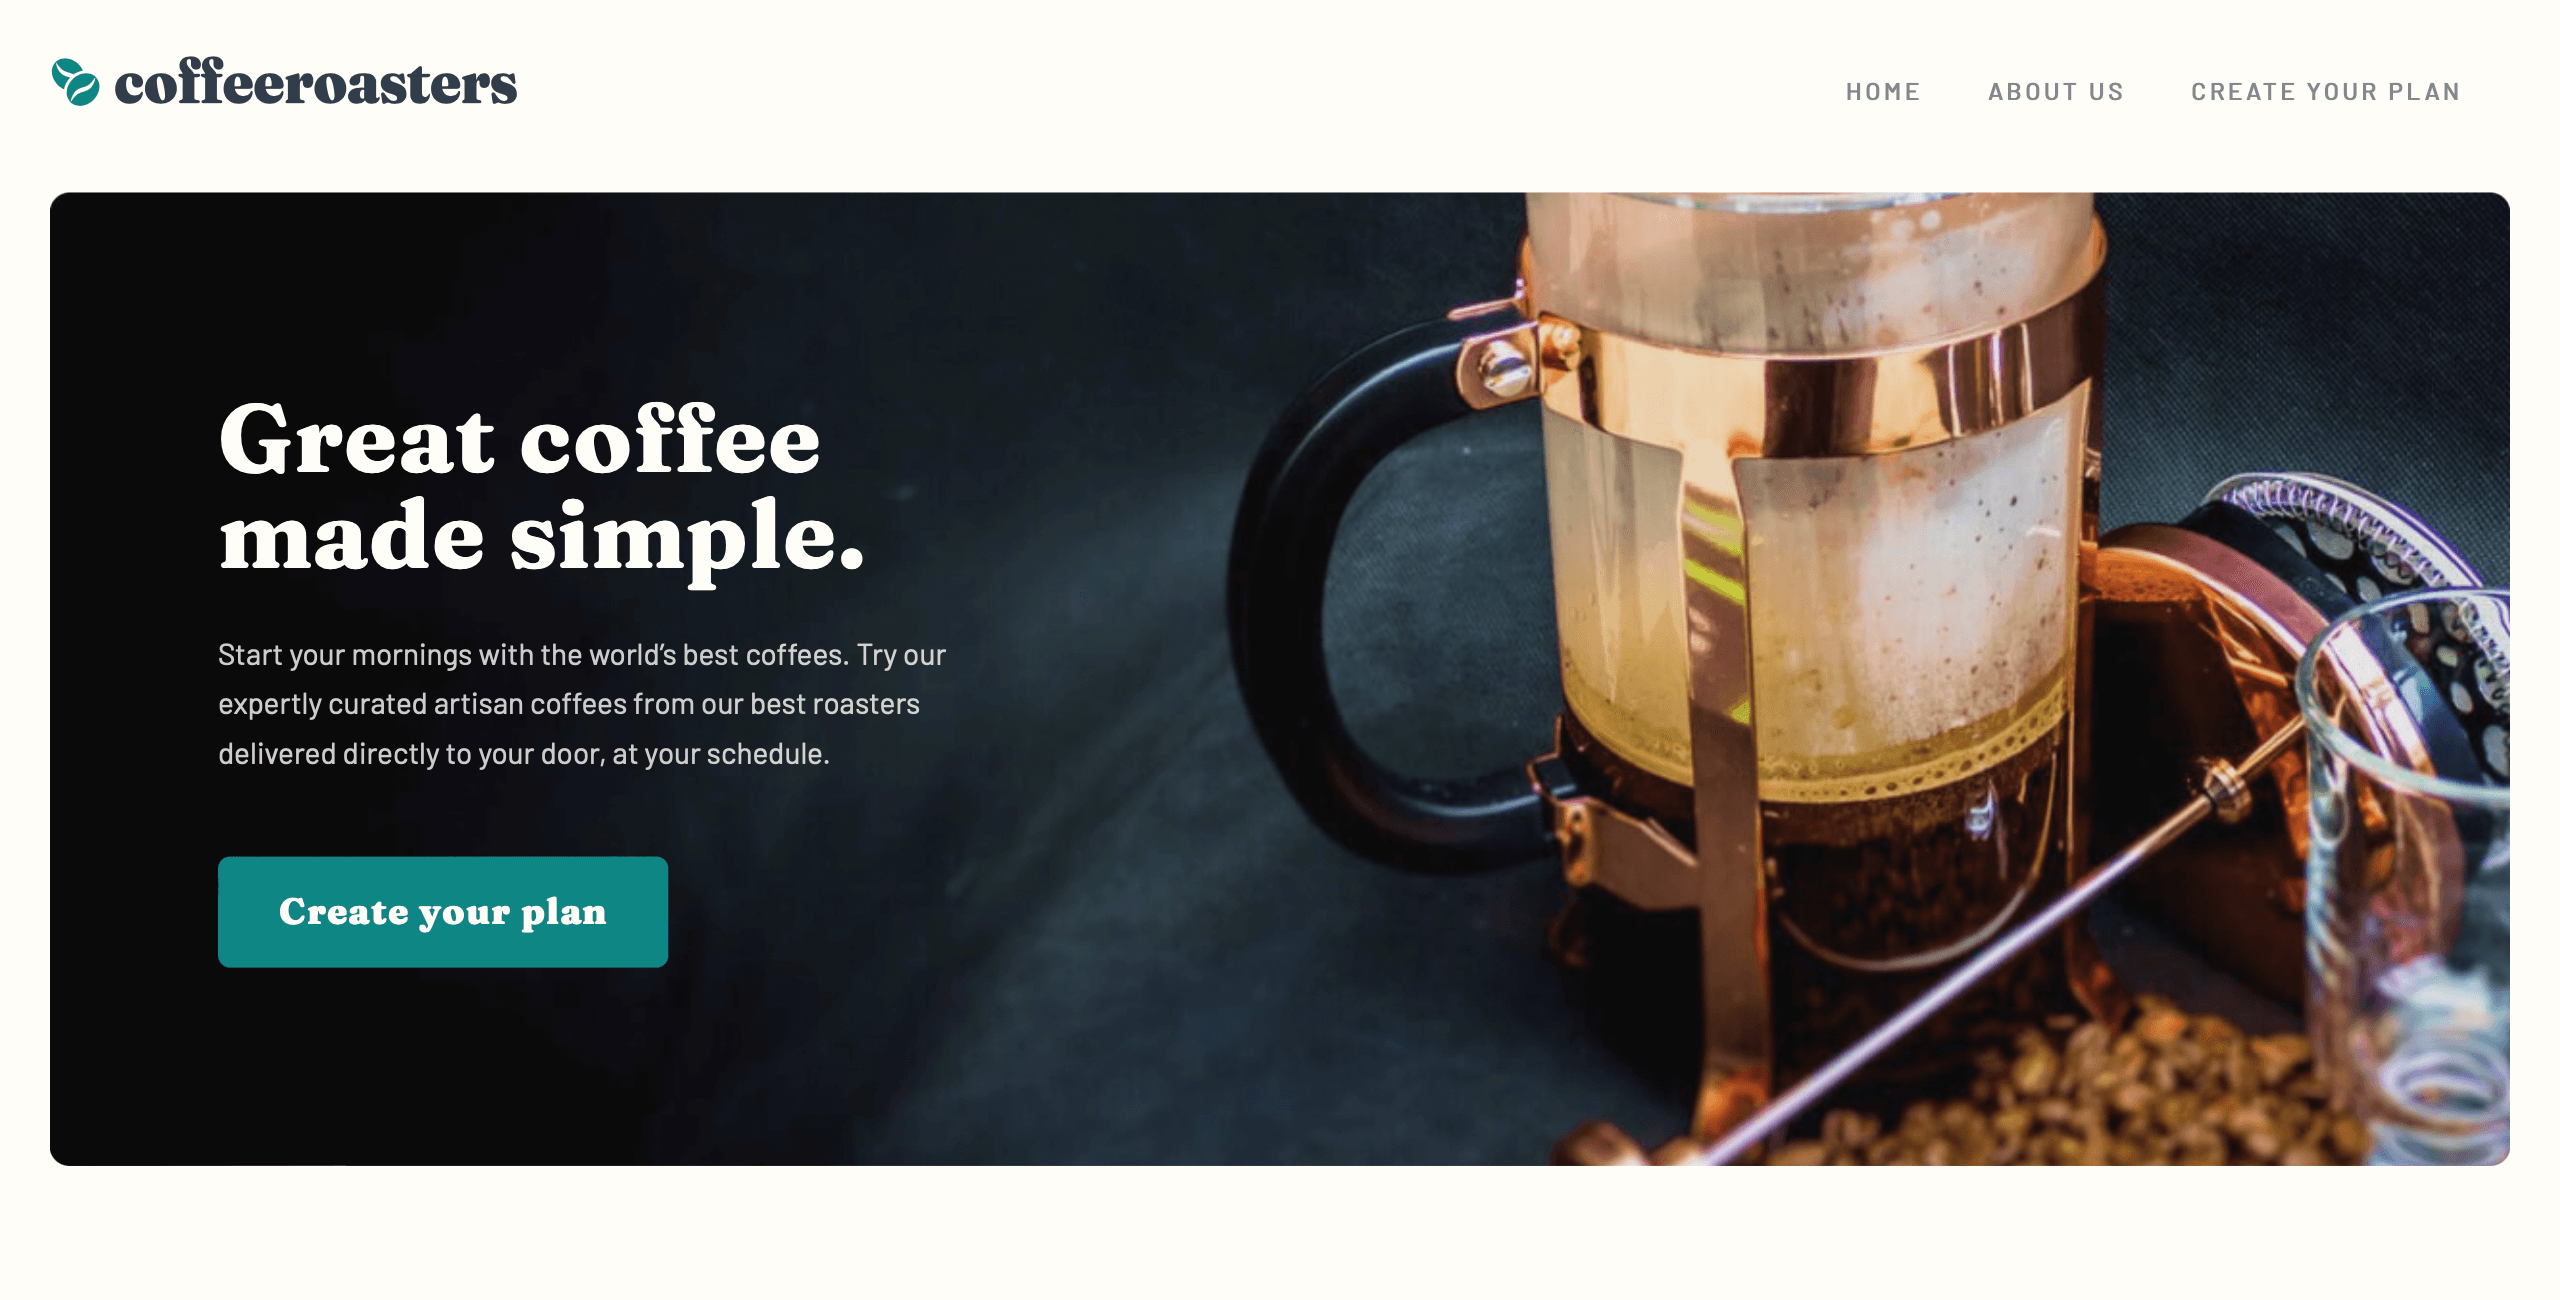 coffeeroasters
HOME ABOUT US CREATE YOUR PLAN
Great coffee
made simple.
Start your mornings with the world’s best coffees. Try our
expertly curated artisan coffees from our best roasters
delivered directly to your door, at your schedule.
Create your plan